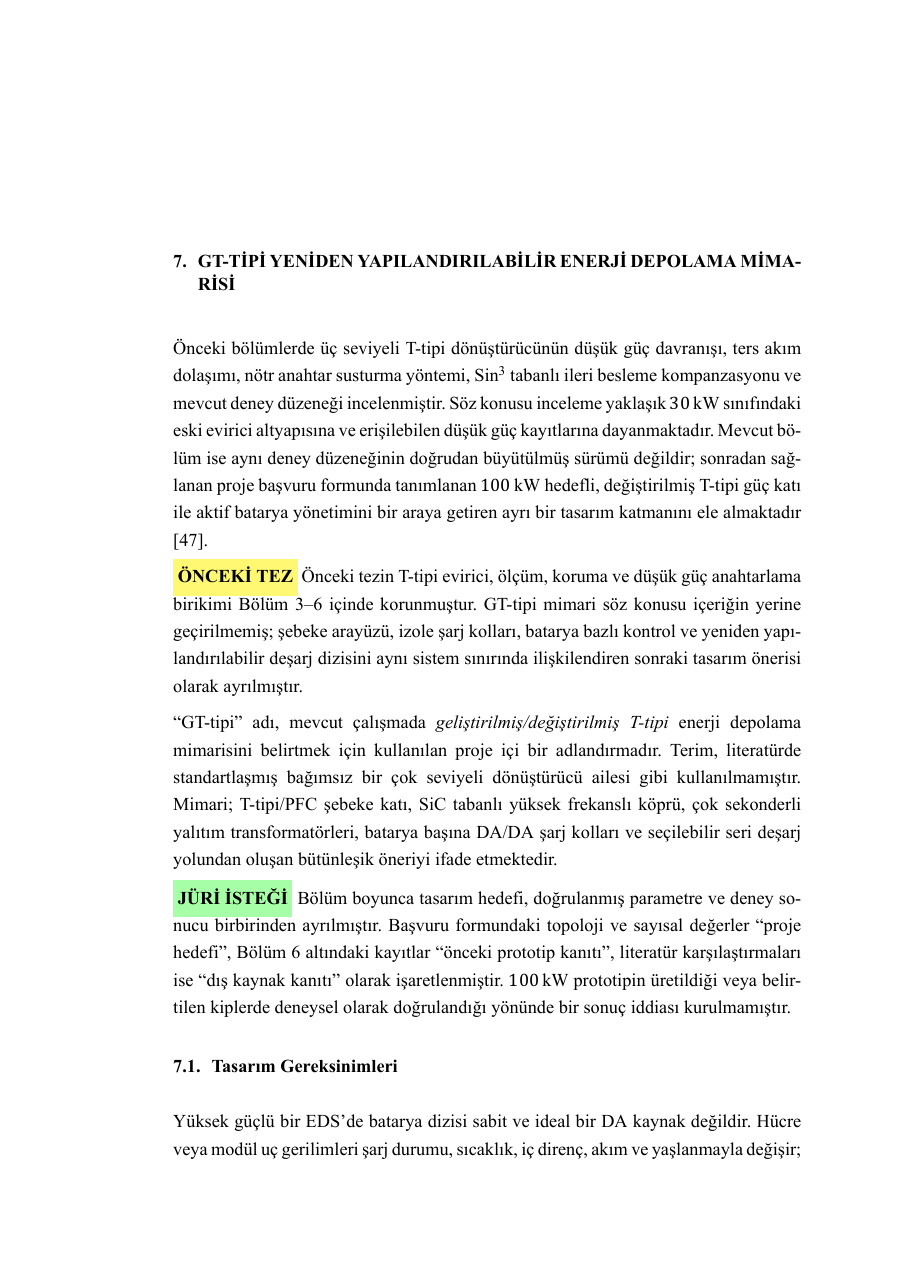 7. GT-TİPİ YENİDEN YAPILANDIRILABİLİR ENERJİ DEPOLAMA MİMA-
RİSİ
Önceki bölümlerde üç seviyeli T-tipi dönüştürücünün düşük güç davranışı, ters akım
dolaşımı, nötr anahtar susturma yöntemi, Sin³ tabanlı ileri besleme kompanzasyonu ve
mevcut deney düzeneği incelenmiştir. Söz konusu inceleme yaklaşık 30 kW sınıfındaki
eski evirici altyapısına ve erişilebilen düşük güç kayıtlarına dayanmaktadır. Mevcut bö-
lüm ise aynı deney düzeneğinin doğrudan büyütülmüş sürümü değildir; sonradan sağ-
lanan proje başvuru formunda tanımlanan 100 kW hedefli, değiştirilmiş T-tipi güç katı
ile aktif batarya yönetimini bir araya getiren ayrı bir tasarım katmanını ele almaktadır
[47].
ÖNCEKİ TEZ Önceki tezin T-tipi evirici, ölçüm, koruma ve düşük güç anahtarlama
birikimi Bölüm 3–6 içinde korunmuştur. GT-tipi mimari söz konusu içeriğin yerine
geçirilmemiş; şebeke arayüzü, izole şarj kolları, batarya bazlı kontrol ve yeniden yapı-
landırılabilir deşarj dizisini aynı sistem sınırında ilişkilendiren sonraki tasarım önerisi
olarak ayrılmıştır.
“GT-tipi” adı, mevcut çalışmada geliştirilmiş/değiştirilmiş T-tipi enerji depolama
mimarisini belirtmek için kullanılan proje içi bir adlandırmadır. Terim, literatürde
standartlaşmış bağımsız bir çok seviyeli dönüştürücü ailesi gibi kullanılmamıştır.
Mimari; T-tipi/PFC şebeke katı, SiC tabanlı yüksek frekanslı köprü, çok sekonderli
yalıtım transformatörleri, batarya başına DA/DA şarj kolları ve seçilebilir seri deşarj
yolundan oluşan bütünleşik öneriyi ifade etmektedir.
JÜRİ İSTEĞİ Bölüm boyunca tasarım hedefi, doğrulanmış parametre ve deney so-
nucu birbirinden ayrılmıştır. Başvuru formundaki topoloji ve sayısal değerler “proje
hedefi”, Bölüm 6 altındaki kayıtlar “önceki prototip kanıtı”, literatür karşılaştırmaları
ise “dış kaynak kanıtı” olarak işaretlenmiştir. 100 kW prototipin üretildiği veya belir-
tilen kiplerde deneysel olarak doğrulandığı yönünde bir sonuç iddiası kurulmamıştır.
7.1. Tasarım Gereksinimleri
Yüksek güçlü bir EDS’de batarya dizisi sabit ve ideal bir DA kaynak değildir. Hücre
veya modül uç gerilimleri şarj durumu, sıcaklık, iç direnç, akım ve yaşlanmayla değişir;